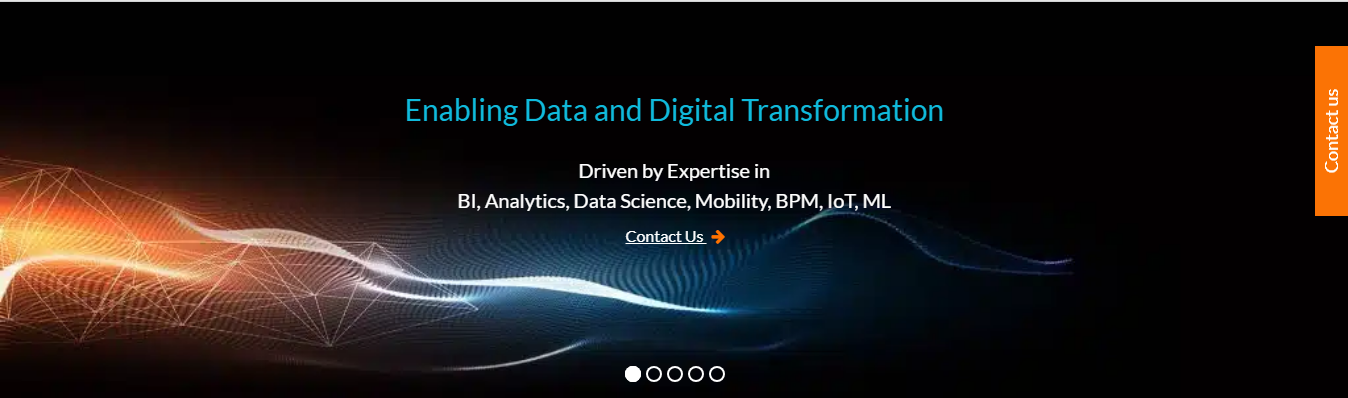 Enabling Data and Digital Transformation
Driven by Expertise in
BI, Analytics, Data Science, Mobility, BPM, IoT, ML
Contact Us
Contact us